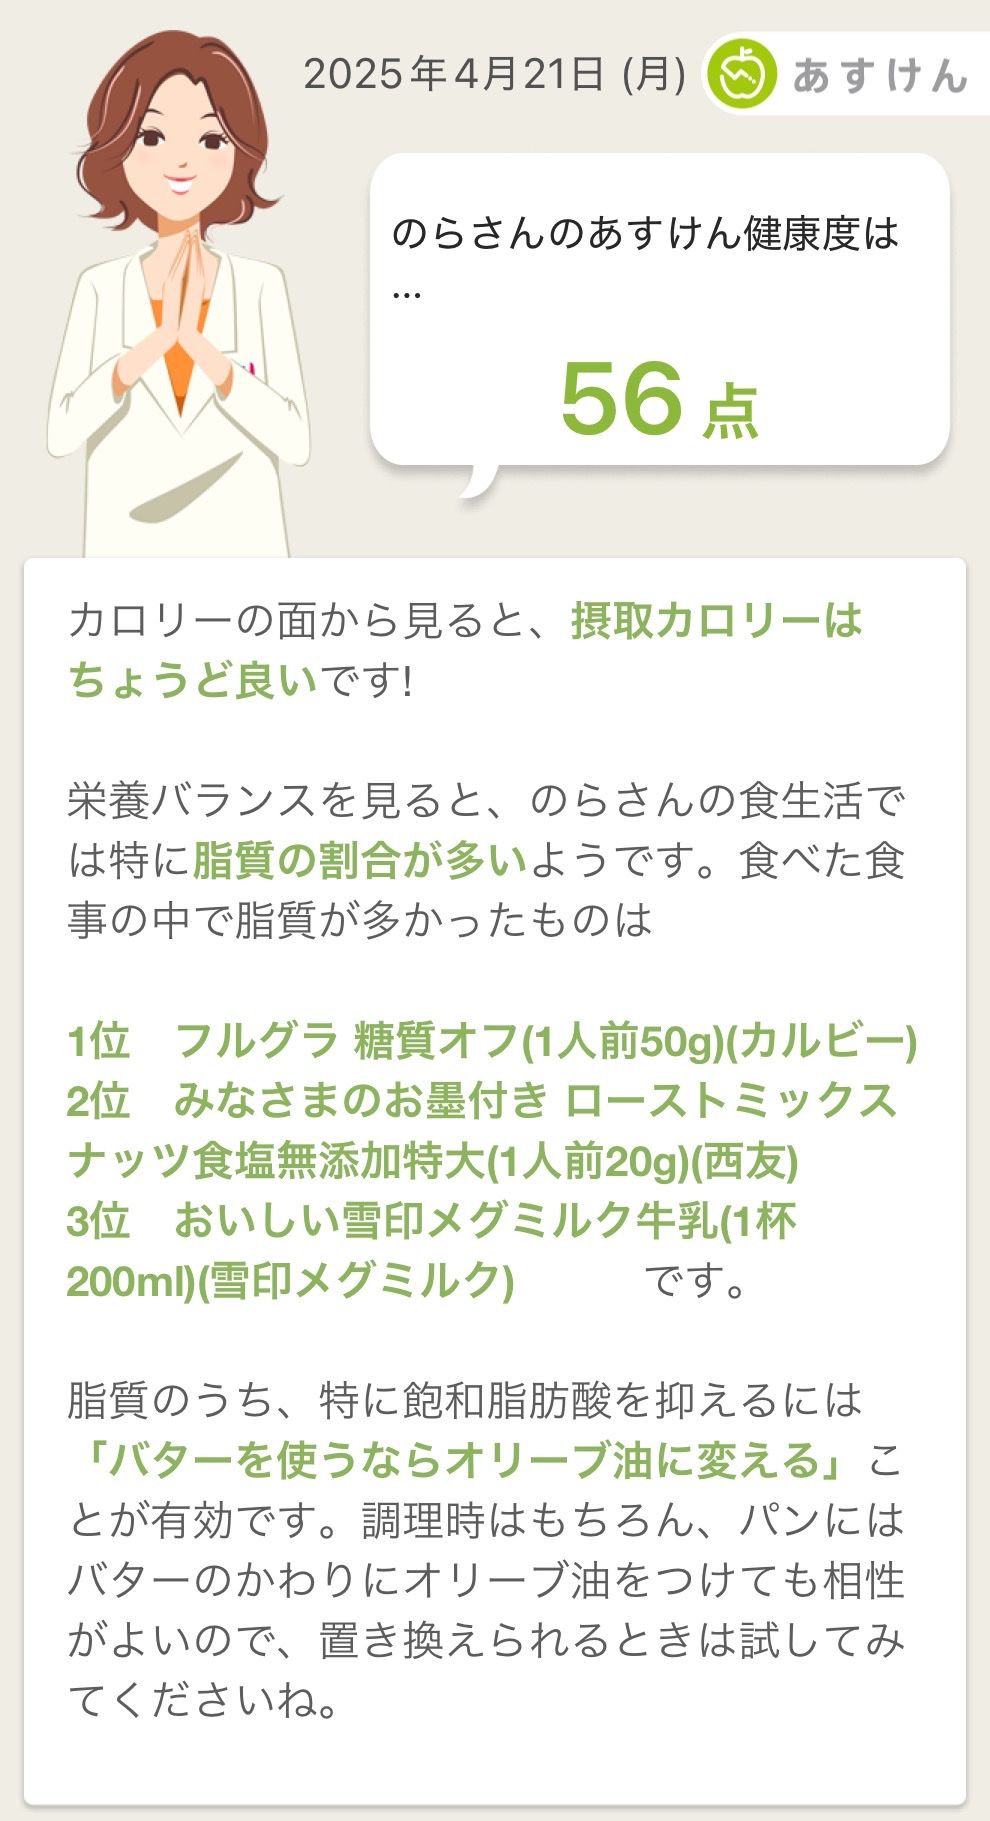 2025年4月21日 (月)
あすけん
のらさんのあすけん健康度は
…
56 点
カロリーの面から見ると、摂取カロリーは
ちょうど良いです!
栄養バランスを見ると、のらさんの食生活で
は特に脂質の割合が多いようです。食べた食
事の中で脂質が多かったものは
1位　フルグラ 糖質オフ(1人前50g)(カルビー)
2位　みなさまのお墨付き ローストミックス
ナッツ食塩無添加特大(1人前20g)(西友)
3位　おいしい雪印メグミルク牛乳(1杯
200ml)(雪印メグミルク)　　　です。
脂質のうち、特に飽和脂肪酸を抑えるには
「バターを使うならオリーブ油に変える」こ
とが有効です。調理時はもちろん、パンには
バターのかわりにオリーブ油をつけても相性
がよいので、置き換えられるときは試してみ
てくださいね。